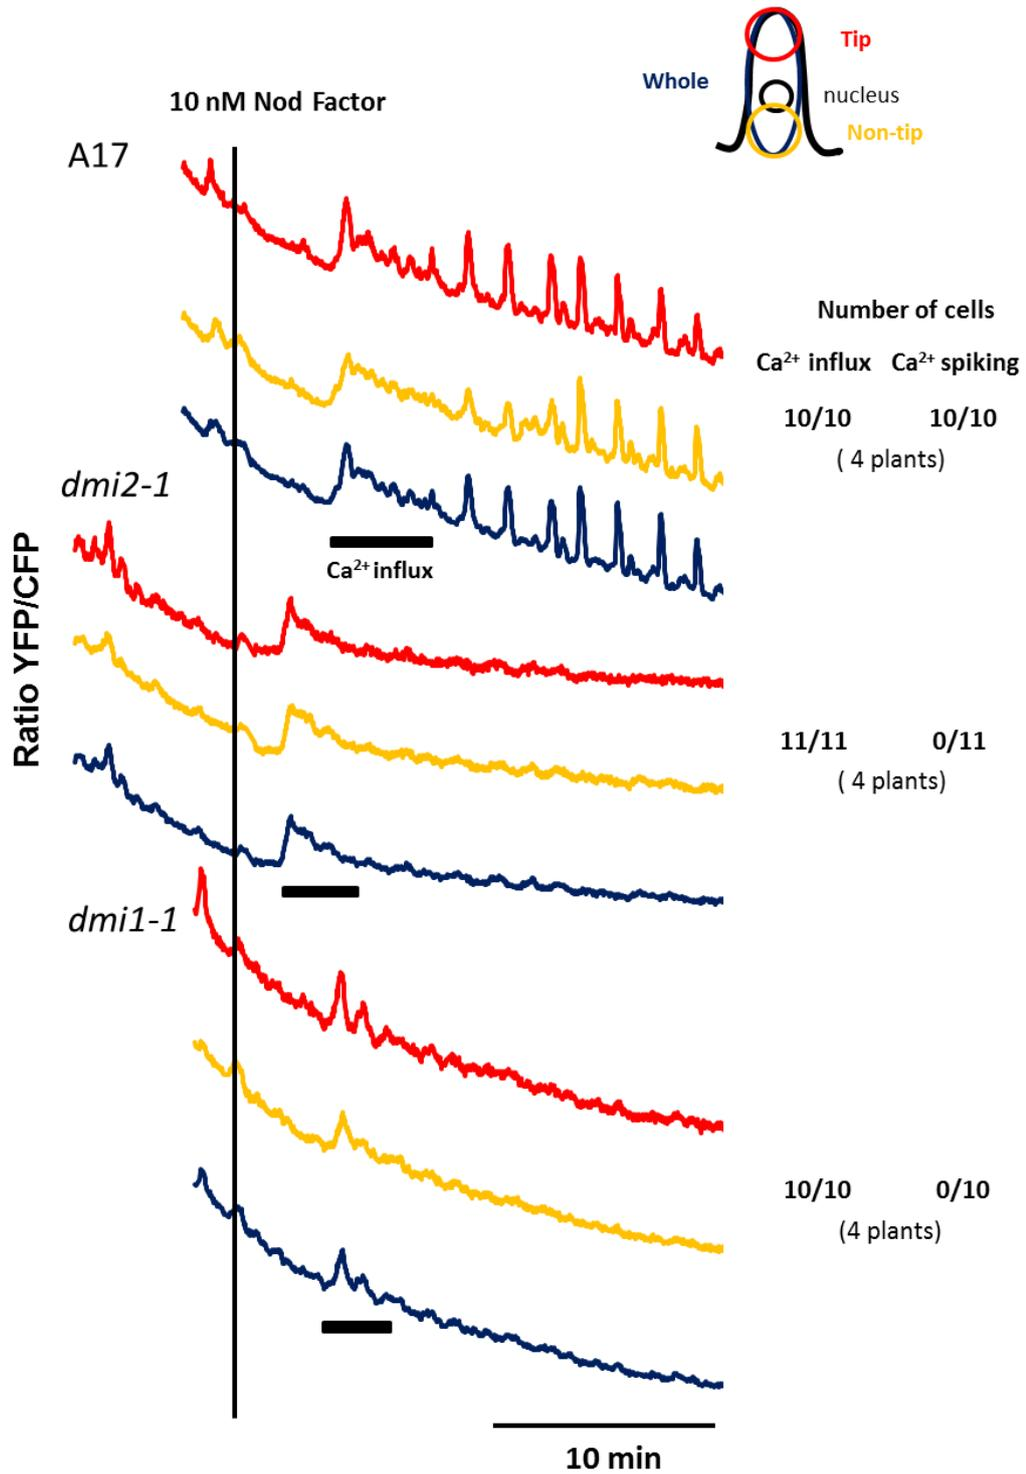 Tip
Whole
nucleus
Non-tip
10 nM Nod Factor
A17
Number of cells
Ca²⁺ influx Ca²⁺ spiking
10/10 10/10
( 4 plants)
dmi2-1
Ca²⁺ influx
Ratio YFP/CFP
11/11 0/11
( 4 plants)
dmi1-1
10/10 0/10
(4 plants)
10 min